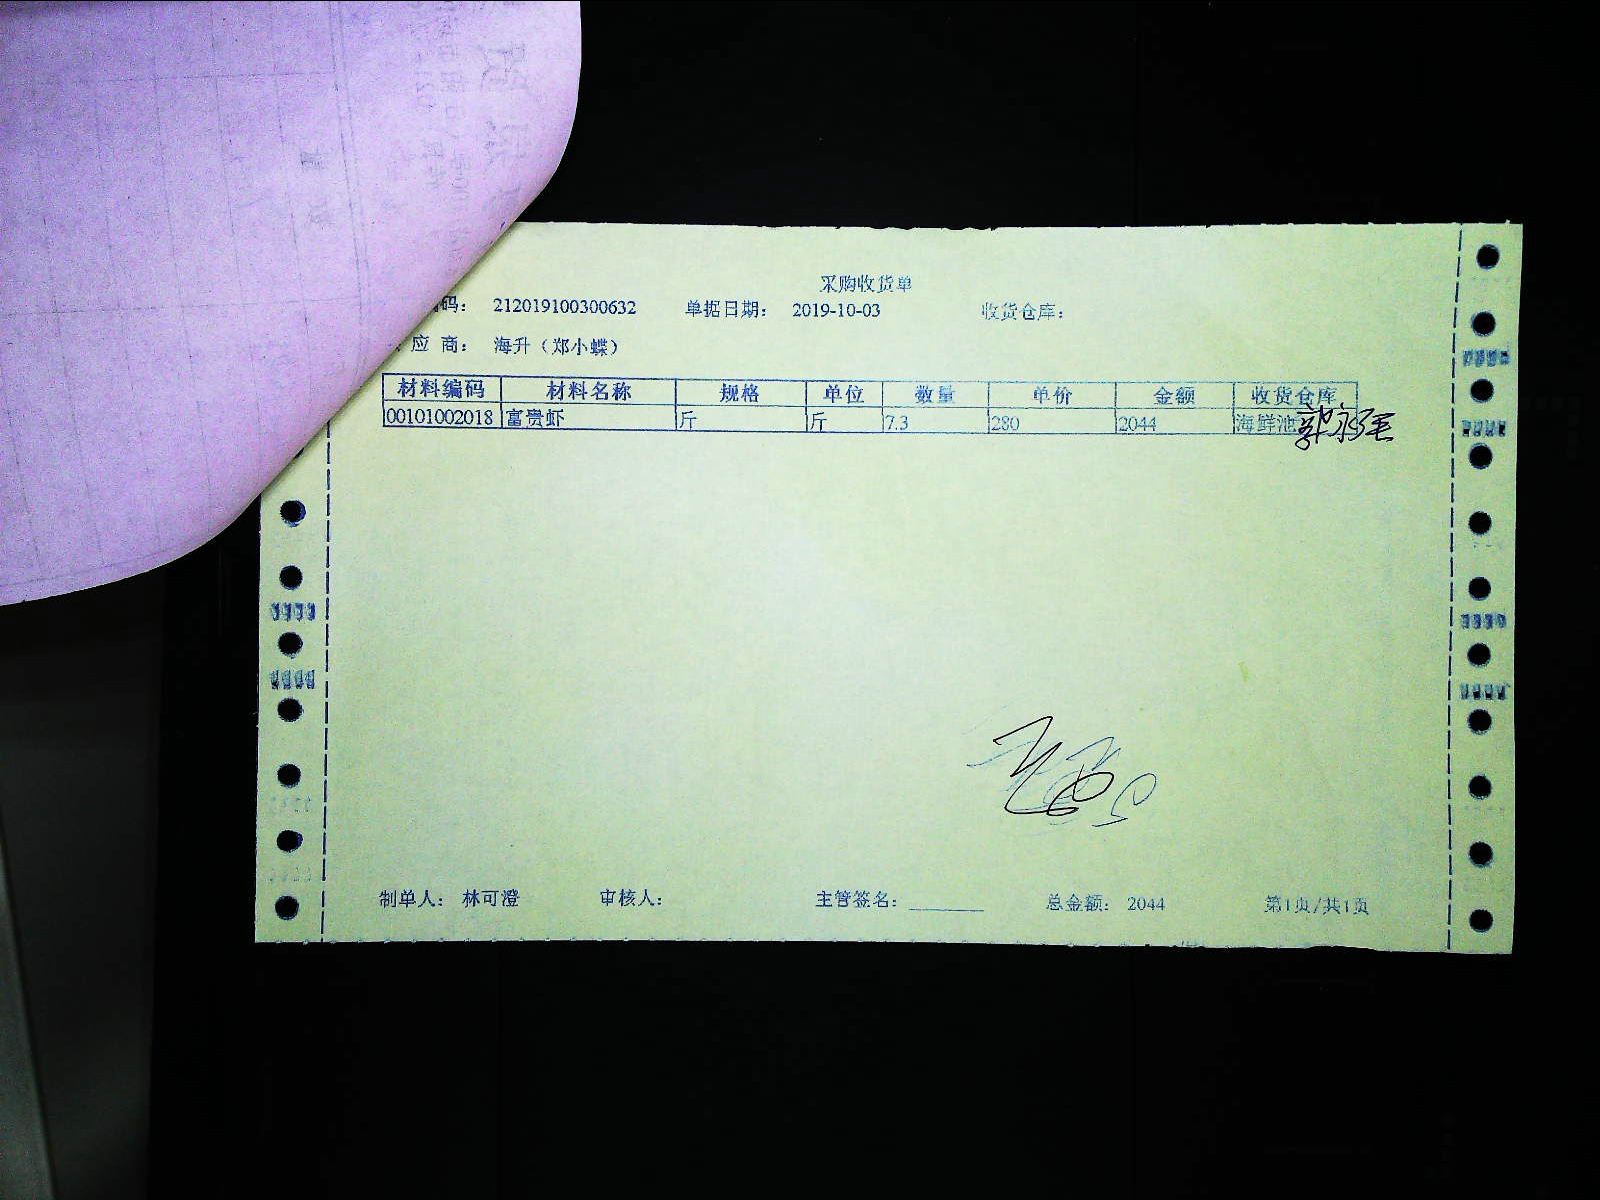 采购收货单
码： 212019100300632 单据日期： 2019-10-03 收货仓库：
应 商： 海升（郑小蝶）
材料编码 材料名称 规格 单位 数量 单价 金额 收货仓库
00101002018 富贵虾 斤 斤 7.3 280 2044 海鲜池
制单人： 林可澄 审核人： 主管签名： 总金额： 2044 第1页/共1页